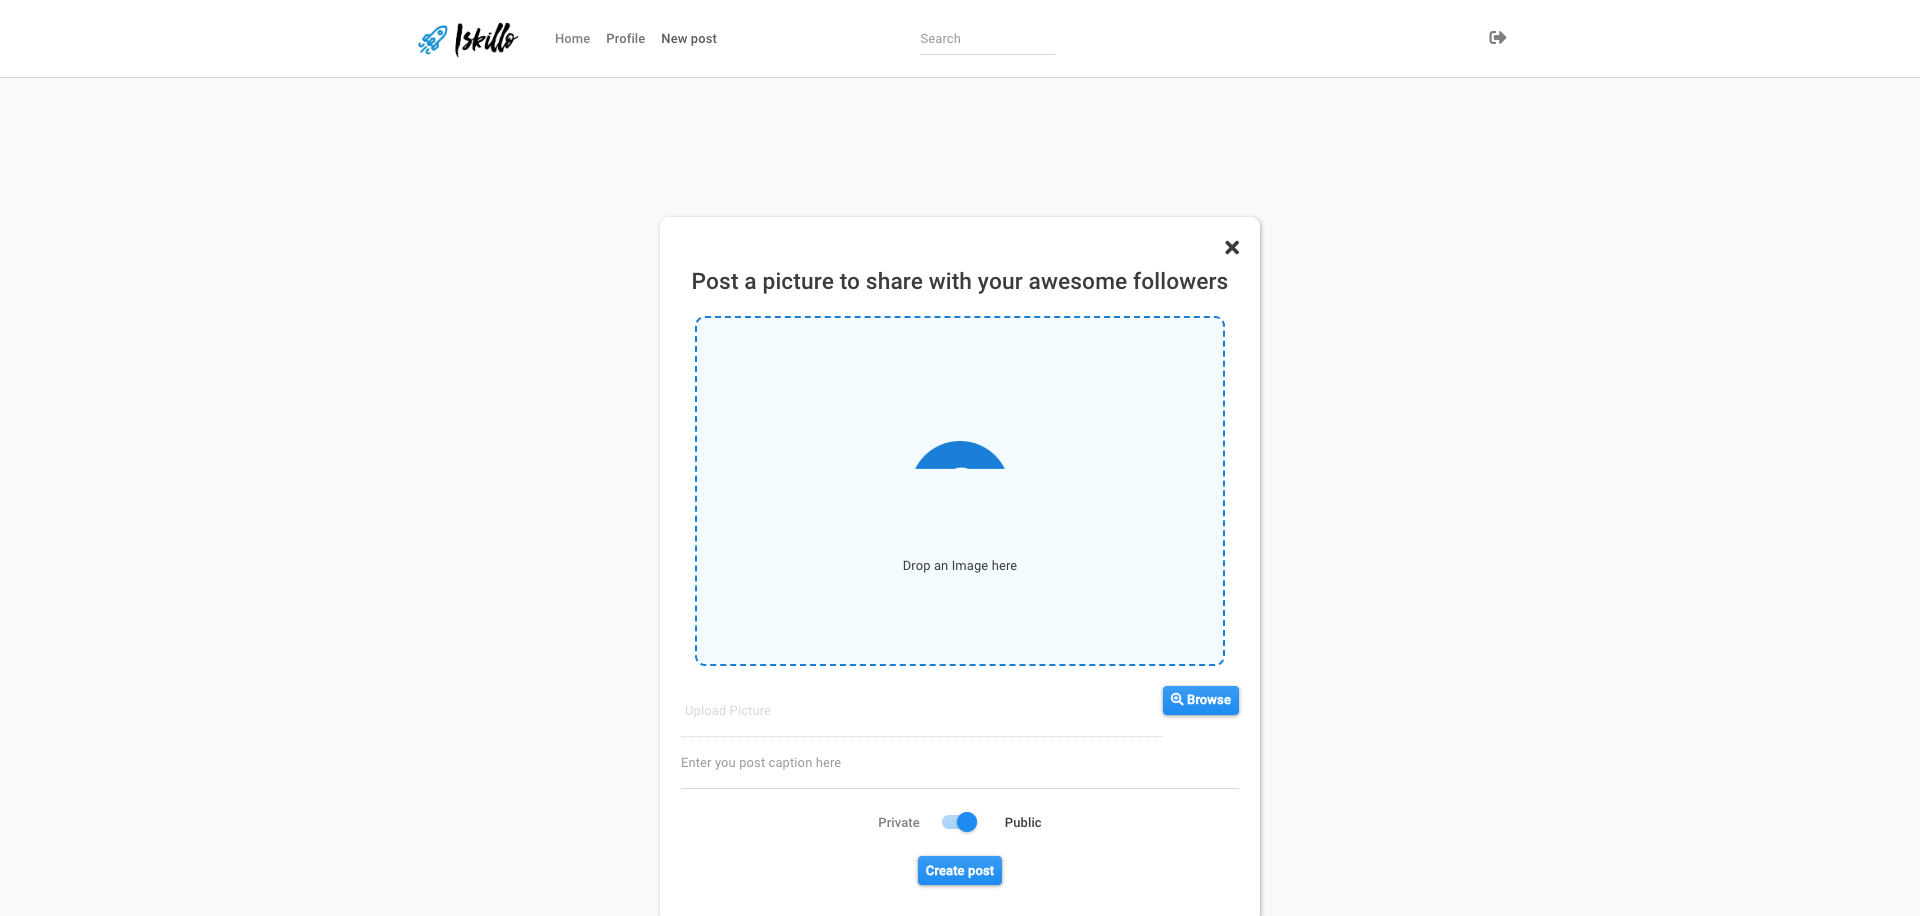 Iskillo Home Profile New post Search
Post a picture to share with your awesome followers
Drop an Image here
Browse
Upload Picture
Enter you post caption here
Private Public
Create post